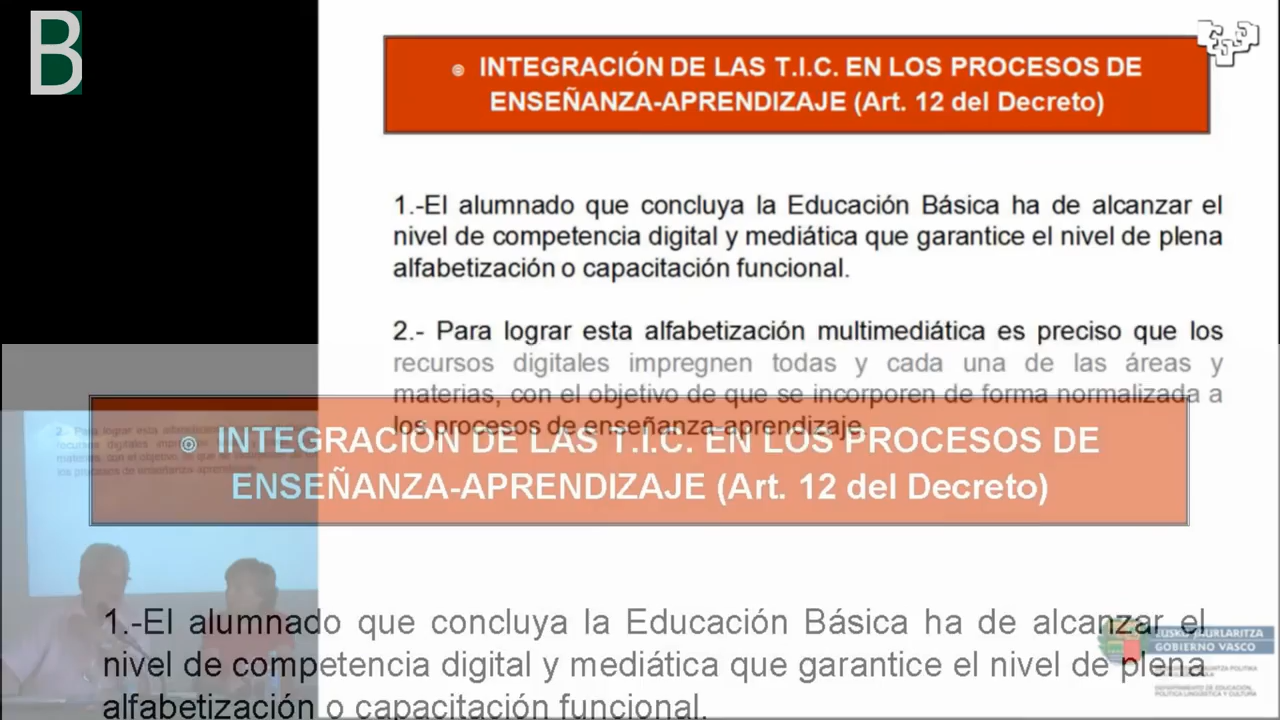 B
INTEGRACIÓN DE LAS T.I.C. EN LOS PROCESOS DE
ENSEÑANZA-APRENDIZAJE (Art. 12 del Decreto)
1.-El alumnado que concluya la Educación Básica ha de alcanzar el
nivel de competencia digital y mediática que garantice el nivel de plena
alfabetización o capacitación funcional.
2.- Para lograr esta alfabetización multimediática es preciso que los
recursos digitales impregnen todas y cada una de las áreas y
materias, con el objetivo de que se incorporen de forma normalizada a
los procesos de enseñanza aprendizaje.
INTEGRACIÓN DE LAS T.I.C. EN LOS PROCESOS DE
ENSEÑANZA-APRENDIZAJE (Art. 12 del Decreto)
1.-El alumnado que concluya la Educación Básica ha de alcanzar el
nivel de competencia digital y mediática que garantice el nivel de plena
alfabetización o capacitación funcional.
GOBIERNO VASCO